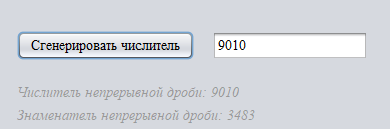 Сгенерировать числитель 9010
Числитель непрерывной дроби: 9010
Знаменатель непрерывной дроби: 3483